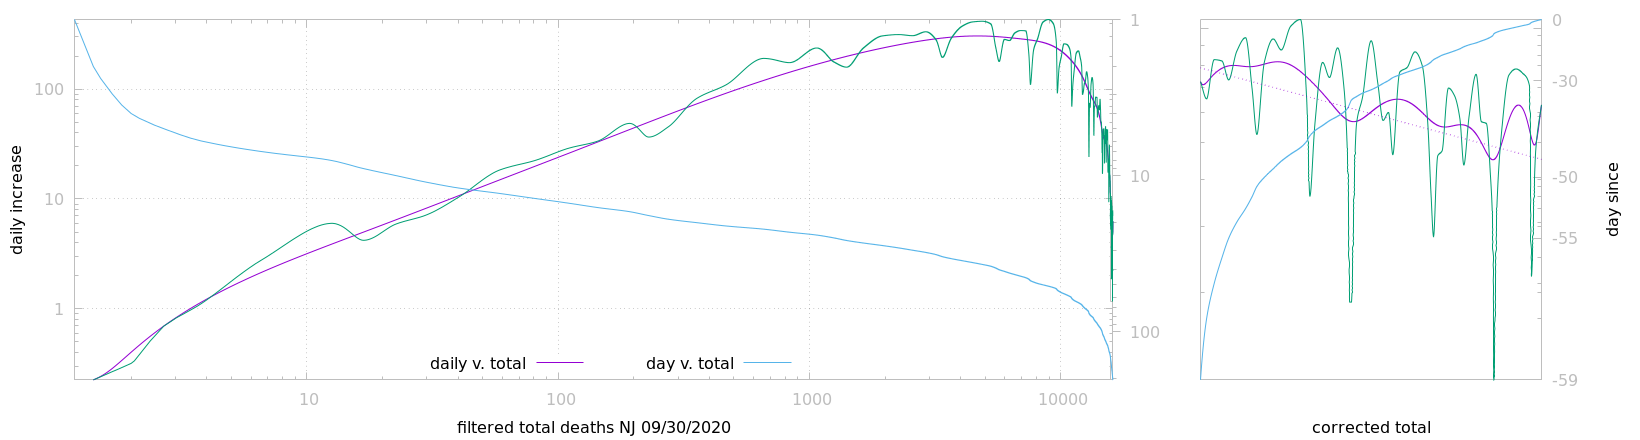 daily increase
100
10
1
1
10
100
daily v. total
day v. total
10
100
1000
10000
filtered total deaths NJ 09/30/2020
0
-30
-50
-55
-59
day since
corrected total